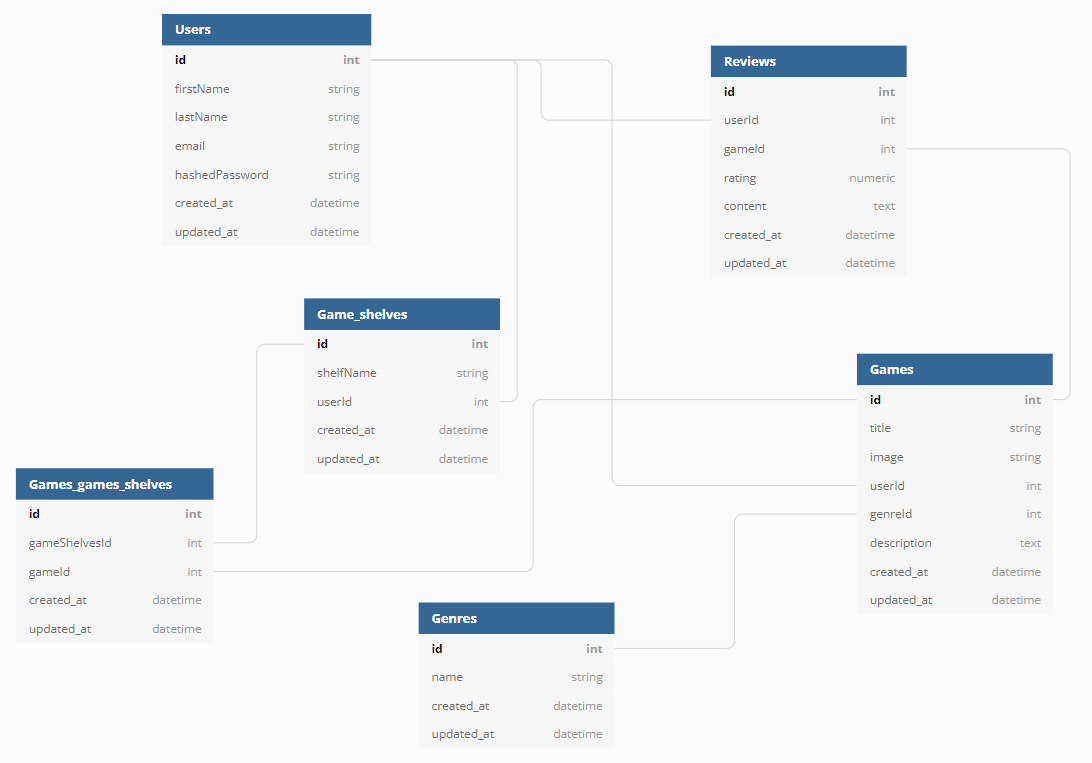 Users
id int
firstName string
lastName string
email string
hashedPassword string
created_at datetime
updated_at datetime
Reviews
id int
userId int
gameId int
rating numeric
content text
created_at datetime
updated_at datetime
Game_shelves
id int
shelfName string
userId int
created_at datetime
updated_at datetime
Games
id int
title string
image string
userId int
genreId int
description text
created_at datetime
updated_at datetime
Games_games_shelves
id int
gameShelvesId int
gameId int
created_at datetime
updated_at datetime
Genres
id int
name string
created_at datetime
updated_at datetime